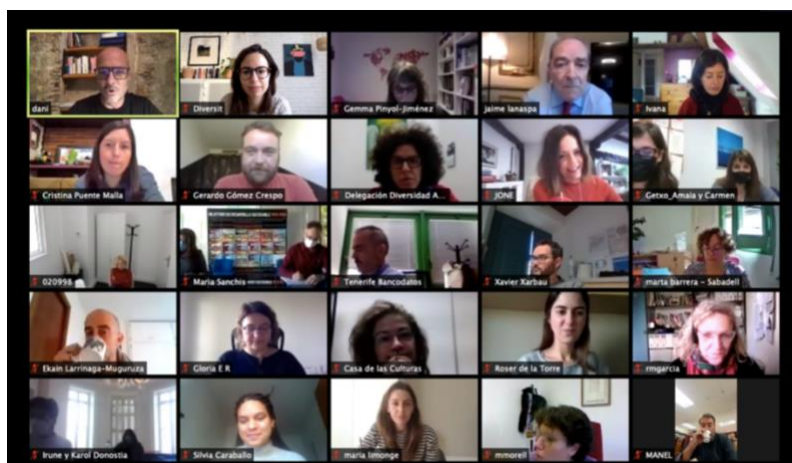 dani
Diversit
Gemma Pinyol-Jiménez
jaime lanaspa
Ivana
Cristina Puente Malla
Gerardo Gómez Crespo
Delegación Diversidad A...
JONE
Getxo_Amaia y Carmen
020998
Maria Sanchis
Tenerife Bancodatos
Xavier Xarbau
marta barrera - Sabadell
Ekain Larrinaga-Muguruza
Gloria E R
Casa de las Culturas
Roser de la Torre
rmgarcia
Irune y Karol Donostia
Silvia Caraballo
maria limonge
mmorell
MANEL